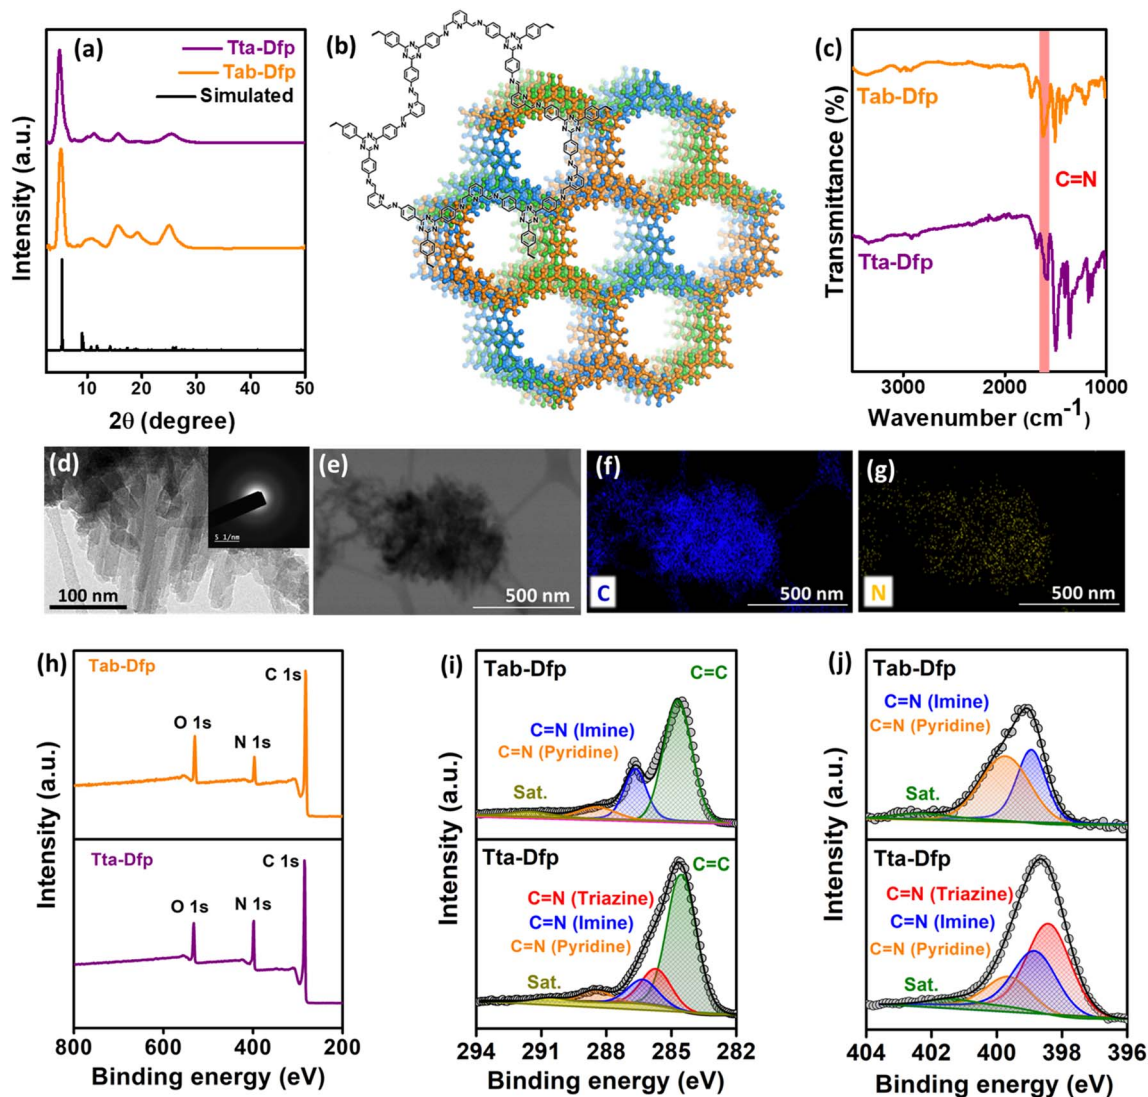 (a)
Tta-Dfp
Tab-Dfp
Simulated
Intensity (a.u.)
10 20 30 40 50
2θ (degree)
(b)
N
(c)
Tab-Dfp
C=N
Tta-Dfp
Transmittance (%)
3000 2000 1000
Wavenumber (cm⁻¹)
(d)
5 1/nm
100 nm
(e)
500 nm
(f)
C
500 nm
(g)
N
500 nm
(h)
Tab-Dfp
C 1s
O 1s
N 1s
Tta-Dfp
C 1s
O 1s
N 1s
Intensity (a.u.)
800 600 400 200
Binding energy (eV)
(i)
Tab-Dfp
C=C
C=N (Imine)
C=N (Pyridine)
Sat.
Tta-Dfp
C=C
C=N (Triazine)
C=N (Imine)
C=N (Pyridine)
Sat.
Intensity (a.u.)
294 291 288 285 282
Binding energy (eV)
(j)
Tab-Dfp
C=N (Imine)
C=N (Pyridine)
Sat.
Tta-Dfp
C=N (Triazine)
C=N (Imine)
C=N (Pyridine)
Sat.
Intensity (a.u.)
404 402 400 398 396
Binding energy (eV)